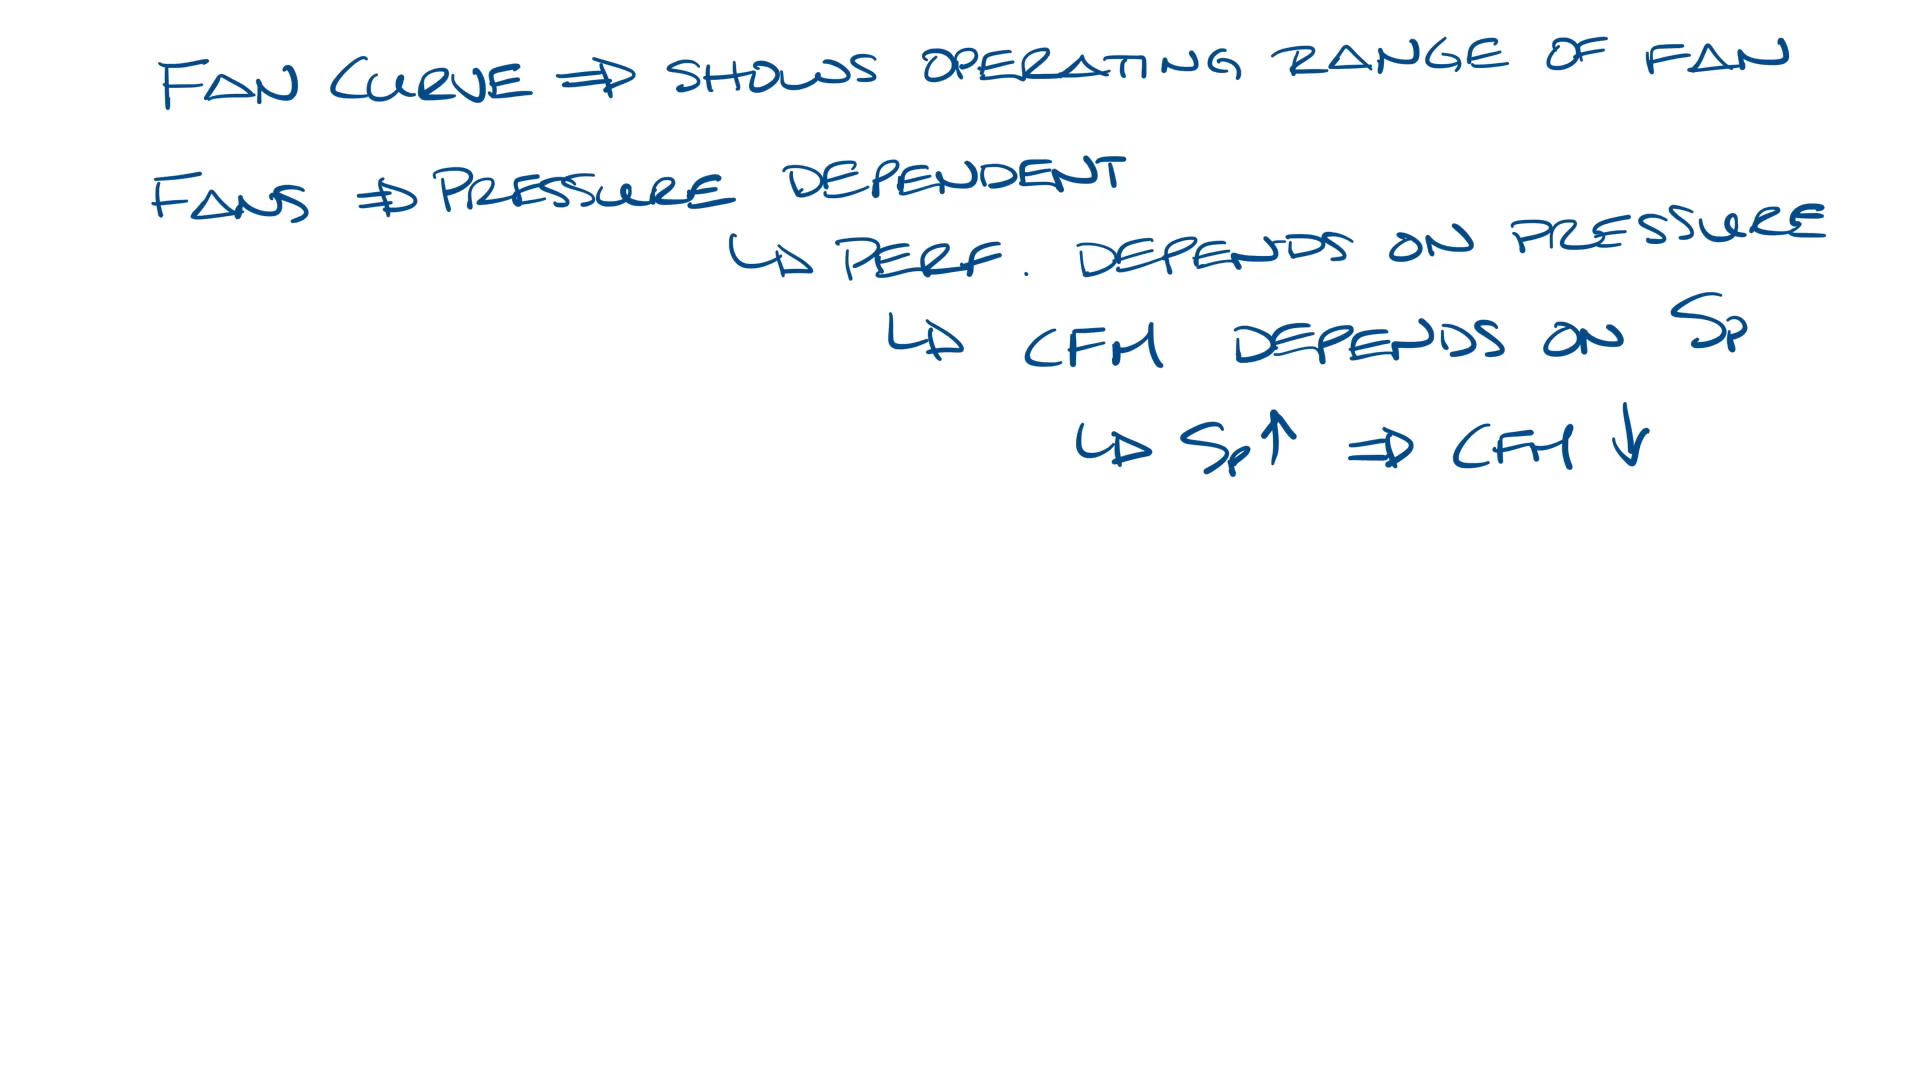 FAN CURVE ⇒ SHOWS OPERATING RANGE OF FAN
FANS ⇒ PRESSURE DEPENDENT
↳ PERF. DEPENDS ON PRESSURE
↳ CFM DEPENDS ON SP
↳ SP↑ ⇒ CFM ↓